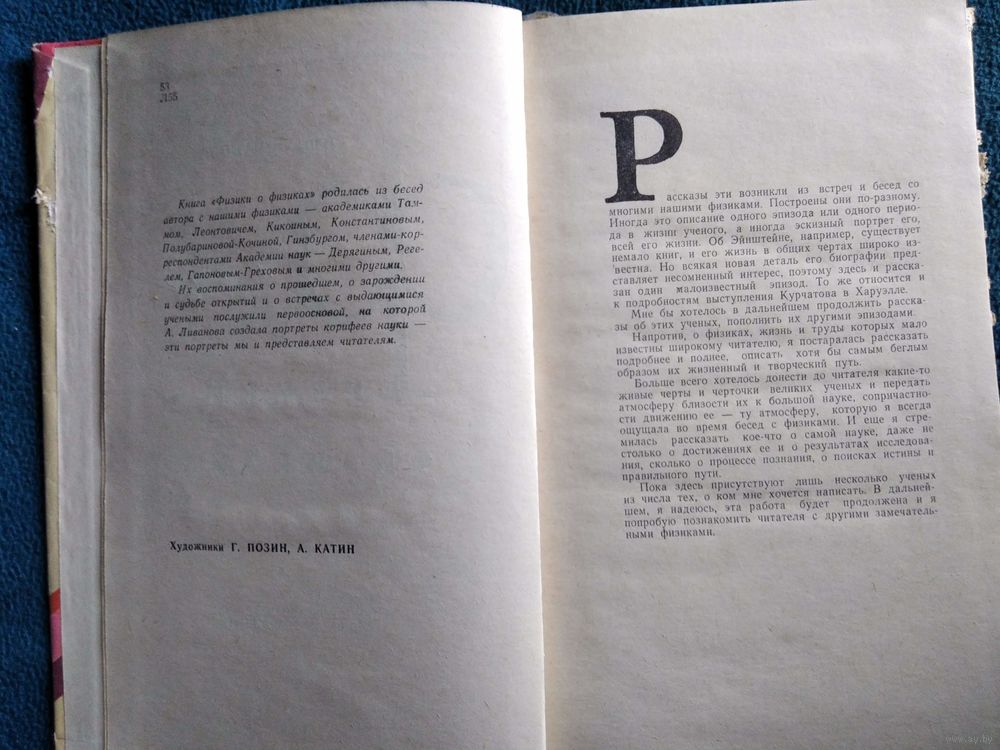 53
Л55
Книга «Физики о физиках» родилась из бесед
автора с нашими физиками — академиками Там-
мом, Леонтовичем, Кикоиным, Константиновым,
Полубариновой-Кочиной, Гинзбургом, членами-кор-
респондентами Академии наук — Дерягиным, Реге-
лем, Гапоновым-Греховым и многими другими.
Их воспоминания о прошедшем, о зарождении
и судьбе открытий и о встречах с выдающимися
учеными послужили первоосновой, на которой
А. Ливанова создала портреты корифеев науки —
эти портреты мы и представляем читателям.
Художники Г. ПОЗИН, А. КАТИН
Рассказы эти возникли из встреч и бесед со
многими нашими физиками. Построены они по-разному.
Иногда это описание одного эпизода или одного перио-
да в жизни ученого, а иногда эскизный портрет его,
всей его жизни. Об Эйнштейне, например, существует
немало книг, и его жизнь в общих чертах широко из-
вестна. Но всякая новая деталь его биографии пред-
ставляет несомненный интерес, поэтому здесь и расска-
зан один малоизвестный эпизод. То же относится и
к подробностям выступления Курчатова в Харуэлле.
Мне бы хотелось в дальнейшем продолжить расска-
зы об этих ученых, пополнить их другими эпизодами.
Напротив, о физиках, жизнь и труды которых мало
известны широкому читателю, я постаралась рассказать
подробнее и полнее, описать хотя бы самым беглым
образом их жизненный и творческий путь.
Больше всего хотелось донести до читателя какие-то
живые черты и черточки великих ученых и передать
атмосферу близости их к большой науке, сопричастно-
сти движению ее — ту атмосферу, которую я всегда
ощущала во время бесед с физиками. И еще я стре-
милась рассказать кое-что о самой науке, даже не
столько о достижениях ее и о результатах исследова-
ния, сколько о процессе познания, о поисках истины и
правильного пути.
Пока здесь присутствуют лишь несколько ученых
из числа тех, о ком мне хочется написать. В дальней-
шем, я надеюсь, эта работа будет продолжена и я
попробую познакомить читателя с другими замечатель-
ными физиками.
© www.ay.by